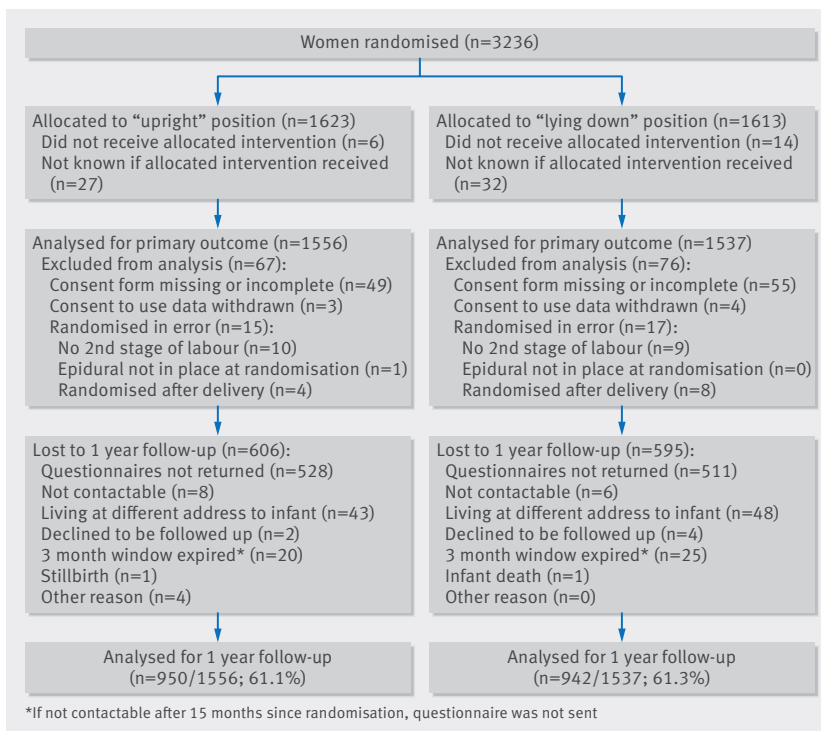 Women randomised (n=3236)
Allocated to “upright” position (n=1623)
Did not receive allocated intervention (n=6)
Not known if allocated intervention received
(n=27)
Allocated to “lying down” position (n=1613)
Did not receive allocated intervention (n=14)
Not known if allocated intervention received
(n=32)
Analysed for primary outcome (n=1556)
Excluded from analysis (n=67):
Consent form missing or incomplete (n=49)
Consent to use data withdrawn (n=3)
Randomised in error (n=15):
No 2nd stage of labour (n=10)
Epidural not in place at randomisation (n=1)
Randomised after delivery (n=4)
Analysed for primary outcome (n=1537)
Excluded from analysis (n=76):
Consent form missing or incomplete (n=55)
Consent to use data withdrawn (n=4)
Randomised in error (n=17):
No 2nd stage of labour (n=9)
Epidural not in place at randomisation (n=0)
Randomised after delivery (n=8)
Lost to 1 year follow-up (n=606):
Questionnaires not returned (n=528)
Not contactable (n=8)
Living at different address to infant (n=43)
Declined to be followed up (n=2)
3 month window expired* (n=20)
Stillbirth (n=1)
Other reason (n=4)
Lost to 1 year follow-up (n=595):
Questionnaires not returned (n=511)
Not contactable (n=6)
Living at different address to infant (n=48)
Declined to be followed up (n=4)
3 month window expired* (n=25)
Infant death (n=1)
Other reason (n=0)
Analysed for 1 year follow-up
(n=950/1556; 61.1%)
Analysed for 1 year follow-up
(n=942/1537; 61.3%)
*If not contactable after 15 months since randomisation, questionnaire was not sent